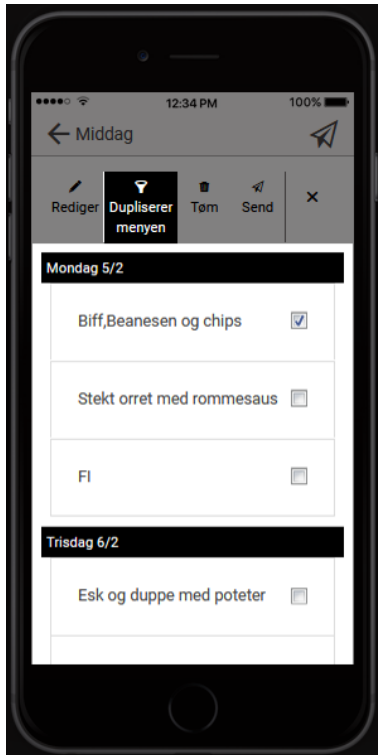 12:34 PM 100%
Middag
Rediger Dupliserer Tøm Send ×
menyen
Mondag 5/2
Biff,Beanesen og chips
Stekt orret med rommesaus
FI
Trisdag 6/2
Esk og duppe med poteter